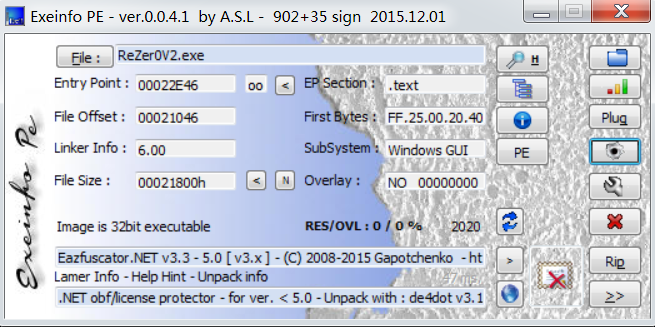 Exeinfo PE - ver.0.0.4.1 by A.S.L - 902+35 sign 2015.12.01
File : ReZer0V2.exe H
Entry Point : 00022E46 oo < EP Section : .text
File Offset : 00021046 First Bytes : FF.25.00.20.40 Plug
Linker Info : 6.00 SubSystem : Windows GUI PE
File Size : 00021800h < N Overlay : NO 00000000
Image is 32bit executable RES/OVL : 0 / 0 % 2020
Eazfuscator.NET v3.3 - 5.0 [ v3.x ] - (C) 2008-2015 Gapotchenko - ht > Rip
Lamer Info - Help Hint - Unpack info
.NET obf/license protector - for ver. < 5.0 - Unpack with : de4dot v3.1 >>
Exeinfo Pe